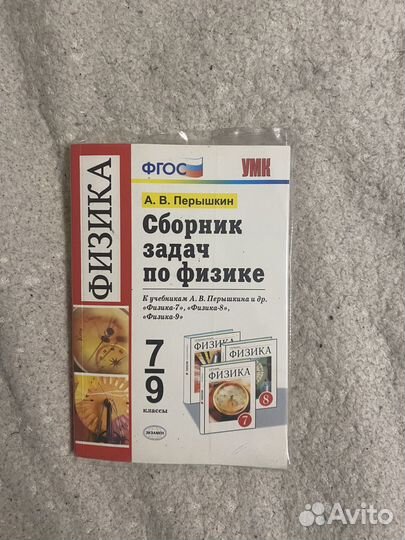 ФИЗИКА
ФГОС
УМК
А. В. Перышкин
Сборник
задач
по физике
К учебникам А. В. Перышкина и др.
«Физика-7», «Физика-8»,
«Физика-9»
7-9
классы
ФИЗИКА
ФИЗИКА
8
7
ЭКЗАМЕН
Avito